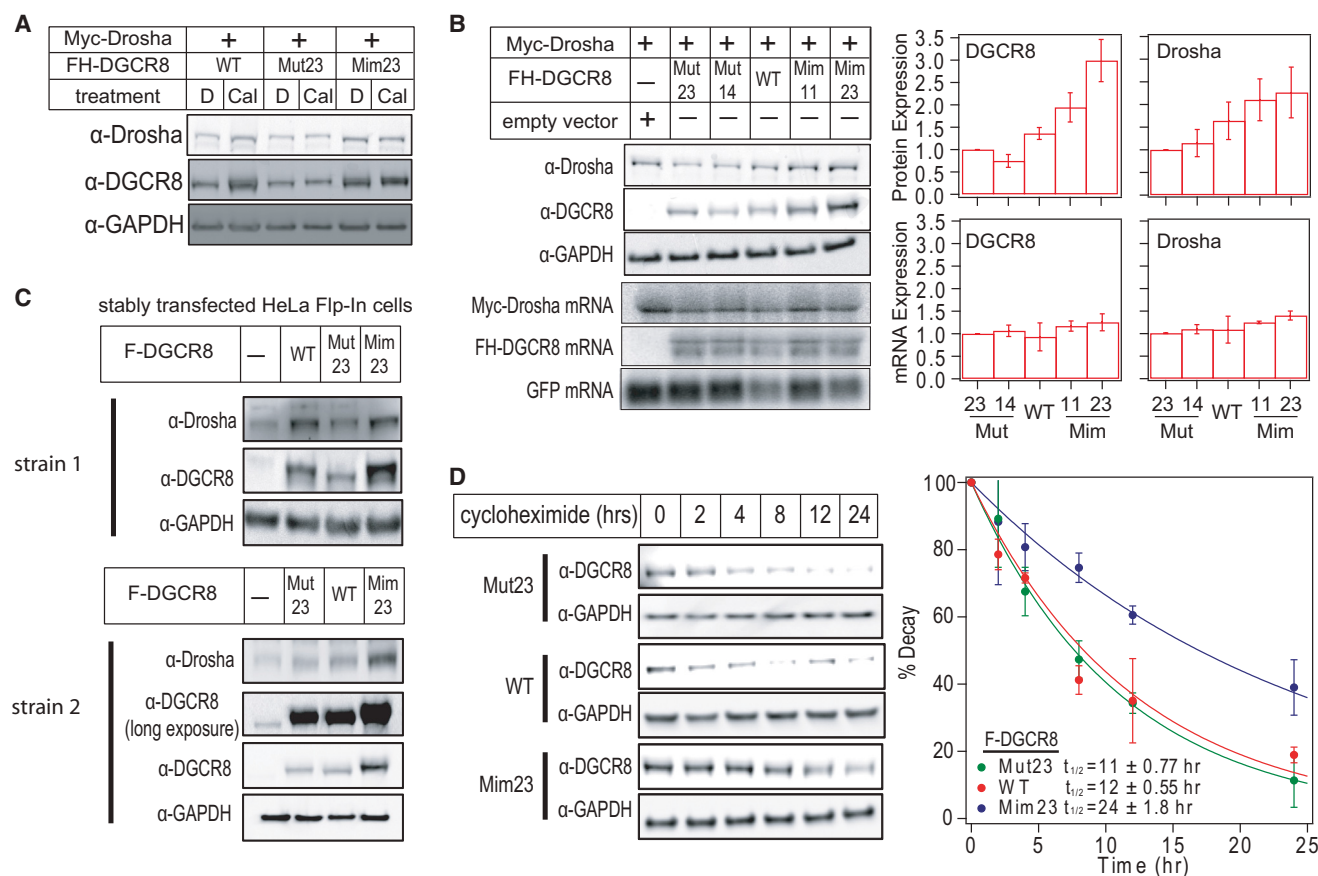 A
Myc-Drosha + + +
FH-DGCR8 WT Mut23 Mim23
treatment D Cal D Cal D Cal
α-Drosha
α-DGCR8
α-GAPDH
B
Myc-Drosha + + + + + +
FH-DGCR8 — Mut 23 Mut 14 WT Mim 11 Mim 23
empty vector + — — — — —
α-Drosha
α-DGCR8
α-GAPDH
Myc-Drosha mRNA
FH-DGCR8 mRNA
GFP mRNA
Protein Expression
3.5
3.0
2.5
2.0
1.5
1.0
0.5
0.0
DGCR8
Drosha
mRNA Expression
3.5
3.0
2.5
2.0
1.5
1.0
0.5
0.0
DGCR8
Drosha
23 14 WT 11 23
Mut Mim
23 14 WT 11 23
Mut Mim
C
stably transfected HeLa Flp-In cells
F-DGCR8 — WT Mut 23 Mim 23
strain 1
α-Drosha
α-DGCR8
α-GAPDH
F-DGCR8 — Mut 23 WT Mim 23
strain 2
α-Drosha
α-DGCR8
(long exposure)
α-DGCR8
α-GAPDH
D
cycloheximide (hrs) 0 2 4 8 12 24
Mut23
α-DGCR8
α-GAPDH
WT
α-DGCR8
α-GAPDH
Mim23
α-DGCR8
α-GAPDH
% Decay
100
80
60
40
20
0
F-DGCR8
Mut23 t1/2=11 ± 0.77 hr
WT t1/2=12 ± 0.55 hr
Mim23 t1/2=24 ± 1.8 hr
0 5 10 15 20 25
Time (hr)